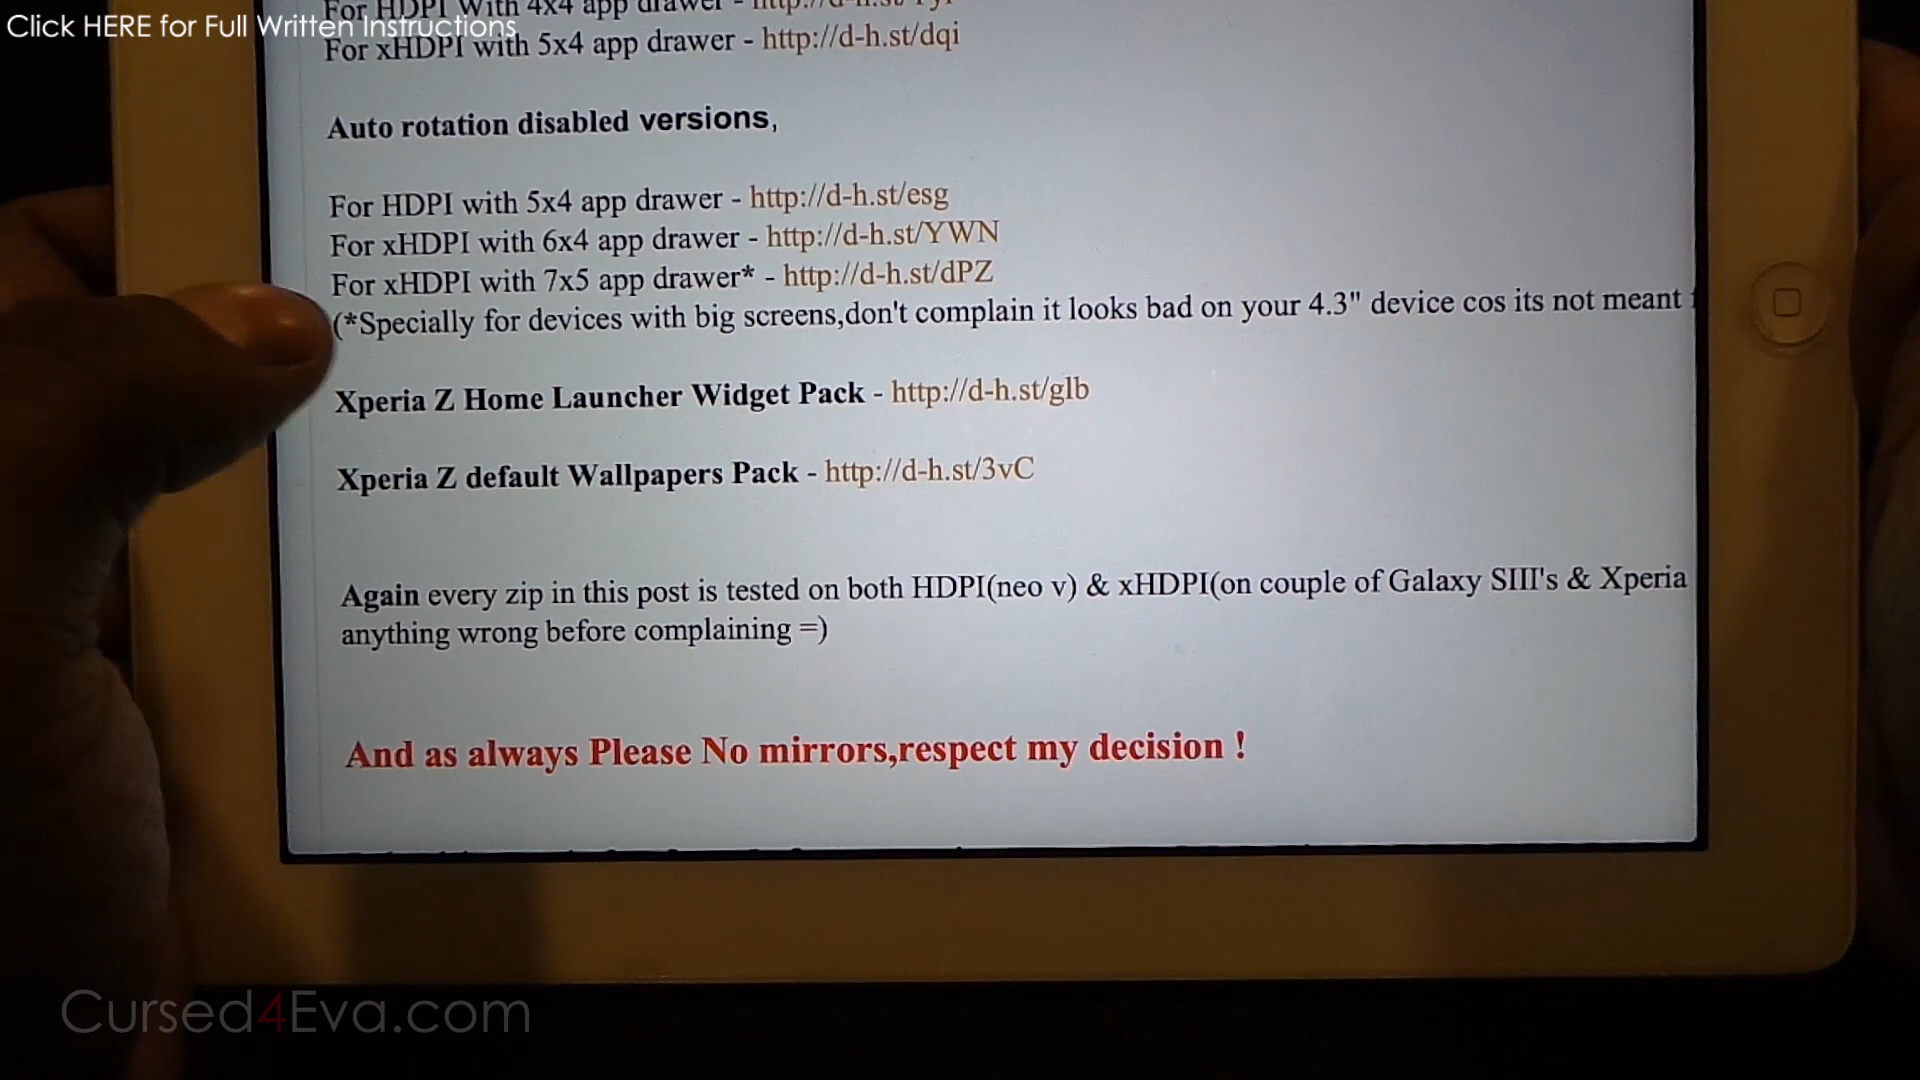 Click HERE for Full Written Instructions
For HDPI With 4x4 app drawer -
For xHDPI with 5x4 app drawer - http://d-h.st/dqi
Auto rotation disabled versions,
For HDPI with 5x4 app drawer - http://d-h.st/esg
For xHDPI with 6x4 app drawer - http://d-h.st/YWN
For xHDPI with 7x5 app drawer* - http://d-h.st/dPZ
(*Specially for devices with big screens,don't complain it looks bad on your 4.3" device cos its not meant
Xperia Z Home Launcher Widget Pack - http://d-h.st/glb
Xperia Z default Wallpapers Pack - http://d-h.st/3vC
Again every zip in this post is tested on both HDPI(neo v) & xHDPI(on couple of Galaxy SIII's & Xperia
anything wrong before complaining =)
And as always Please No mirrors,respect my decision !
Cursed4Eva.com